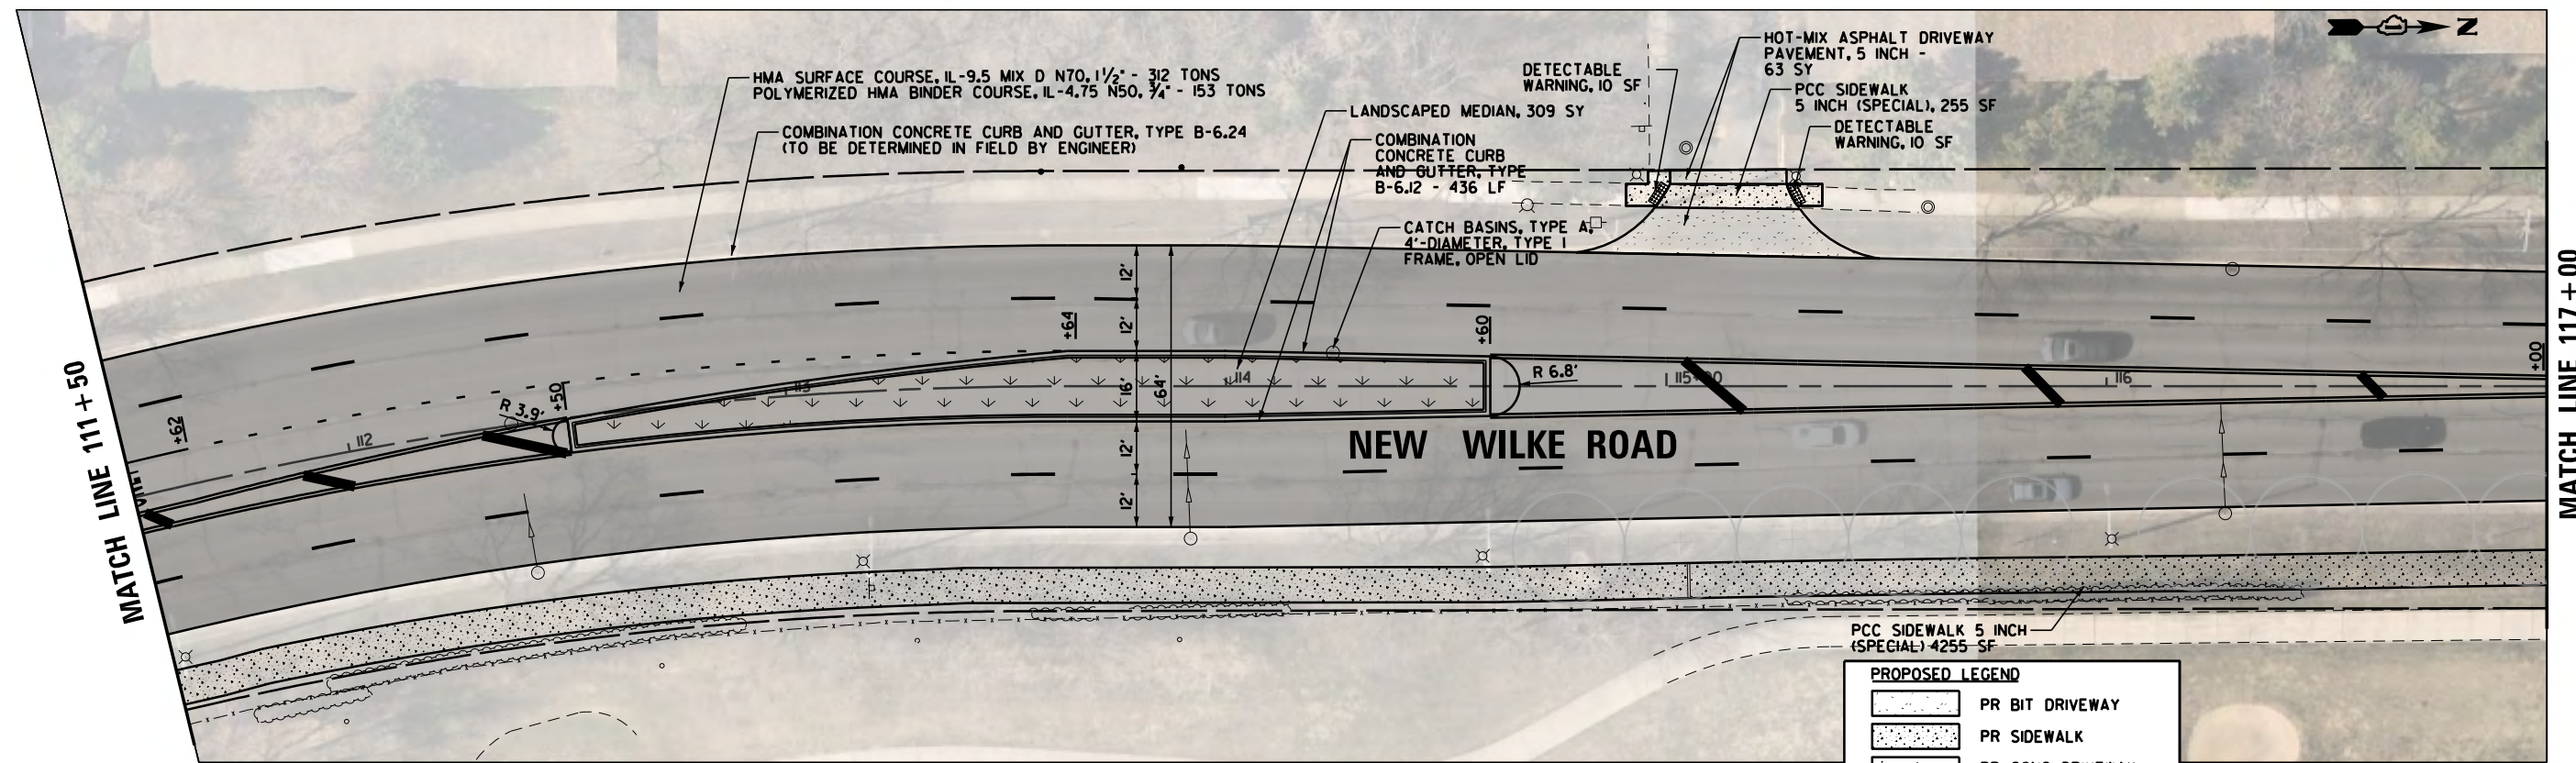 N
HMA SURFACE COURSE, IL-9.5 MIX D N70, 1 1/2" - 312 TONS
POLYMERIZED HMA BINDER COURSE, IL-4.75 N50, 3/4" - 153 TONS
COMBINATION CONCRETE CURB AND GUTTER, TYPE B-6.24
(TO BE DETERMINED IN FIELD BY ENGINEER)
LANDSCAPED MEDIAN, 309 SY
COMBINATION
CONCRETE CURB
AND GUTTER, TYPE
B-6.12 - 436 LF
CATCH BASINS, TYPE A,
4'-DIAMETER, TYPE 1
FRAME, OPEN LID
DETECTABLE
WARNING, 10 SF
HOT-MIX ASPHALT DRIVEWAY
PAVEMENT, 5 INCH -
63 SY
PCC SIDEWALK
5 INCH (SPECIAL), 255 SF
DETECTABLE
WARNING, 10 SF
MATCH LINE 111+50
+62
112
R 3.9'
+50
113
+64
12'
12'
16'
64'
12'
12'
114
+60
R 6.8'
115+00
116
+00
NEW WILKE ROAD
MATCH LINE 117+00
PCC SIDEWALK 5 INCH
(SPECIAL) 4255 SF
PROPOSED LEGEND
PR BIT DRIVEWAY
PR SIDEWALK